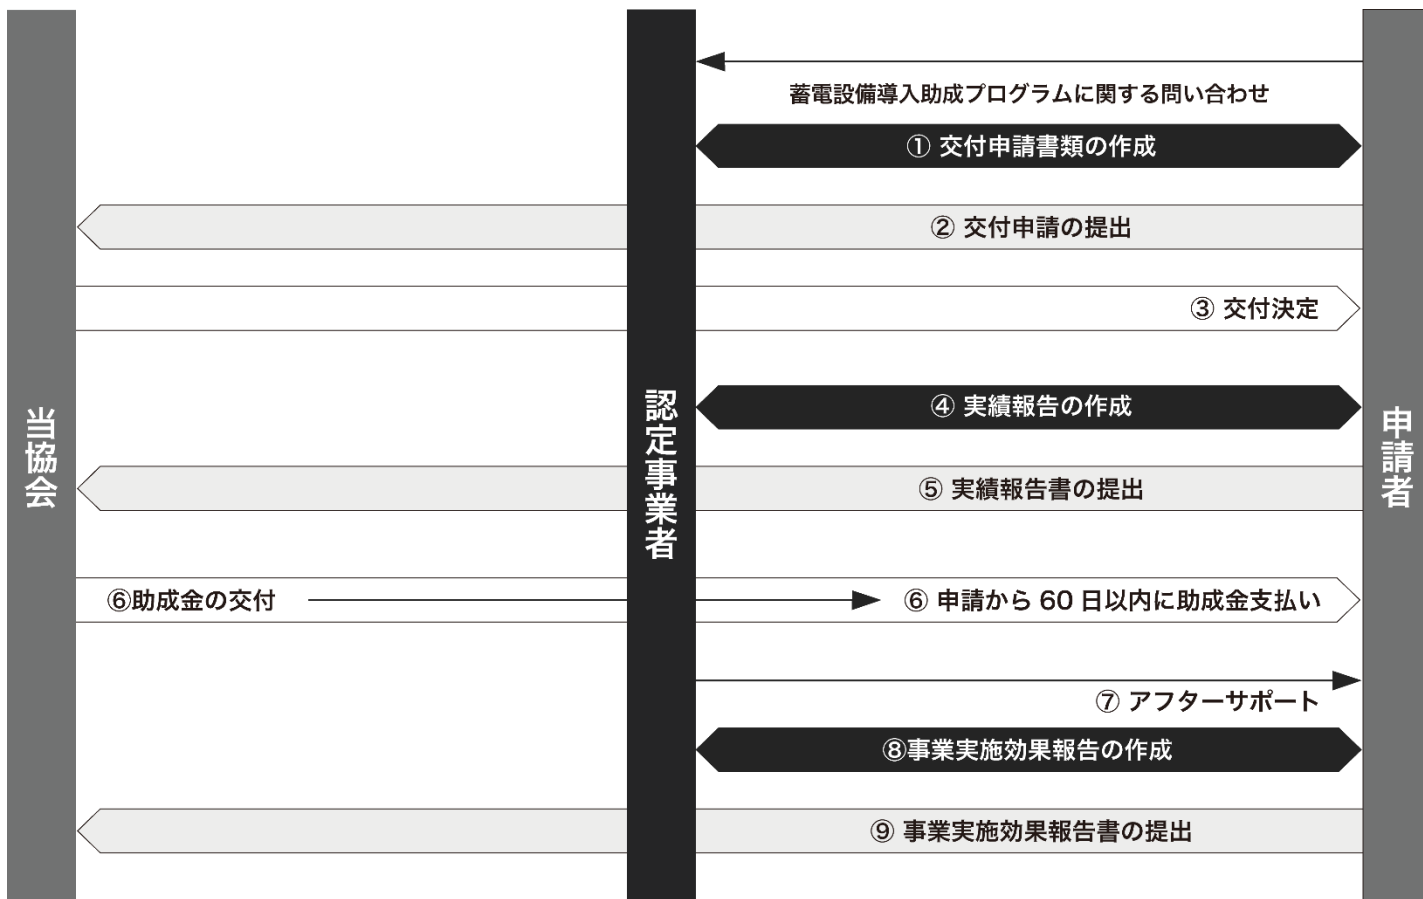 蓄電設備導入助成プログラムに関する問い合わせ
① 交付申請書類の作成
② 交付申請の提出
③ 交付決定
④ 実績報告の作成
⑤ 実績報告書の提出
⑥助成金の交付
⑥ 申請から 60 日以内に助成金支払い
⑦ アフターサポート
⑧事業実施効果報告の作成
⑨ 事業実施効果報告書の提出
当協会
認定事業者
申請者